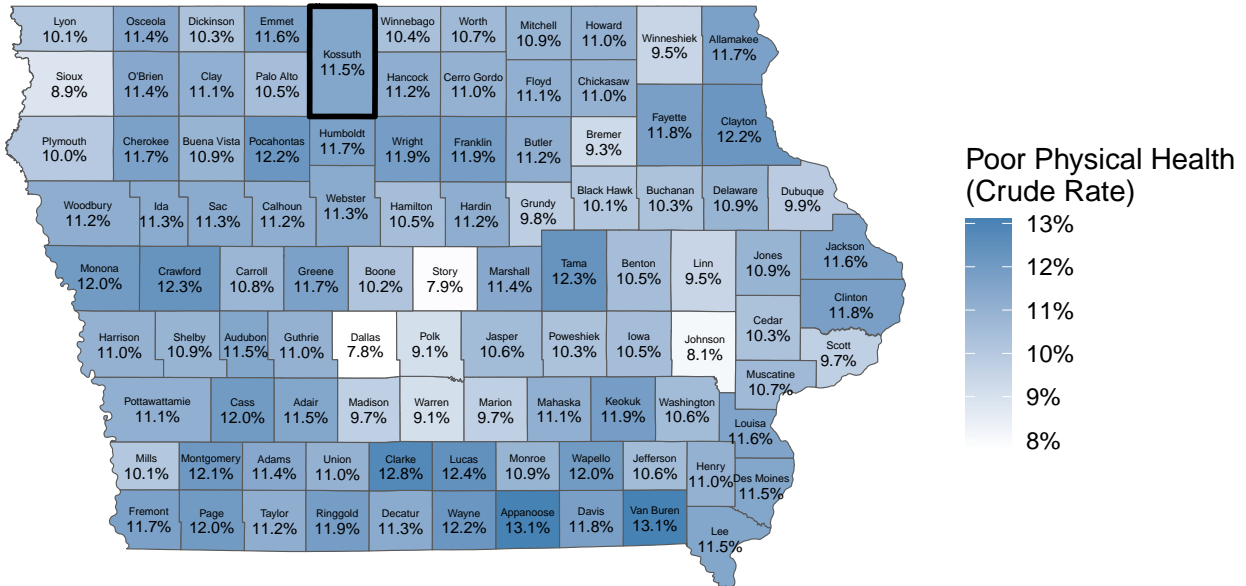 Lyon
10.1%
Osceola
11.4%
Dickinson
10.3%
Emmet
11.6%
Kossuth
11.5%
Winnebago
10.4%
Worth
10.7%
Mitchell
10.9%
Howard
11.0%
Winneshiek
9.5%
Allamakee
11.7%
Sioux
8.9%
O'Brien
11.4%
Clay
11.1%
Palo Alto
10.5%
Hancock
11.2%
Cerro Gordo
11.0%
Floyd
11.1%
Chickasaw
11.0%
Fayette
11.8%
Clayton
12.2%
Plymouth
10.0%
Cherokee
11.7%
Buena Vista
10.9%
Pocahontas
12.2%
Humboldt
11.7%
Wright
11.9%
Franklin
11.9%
Butler
11.2%
Bremer
9.3%
Woodbury
11.2%
Ida
11.3%
Sac
11.3%
Calhoun
11.2%
Webster
11.3%
Hamilton
10.5%
Hardin
11.2%
Grundy
9.8%
Black Hawk
10.1%
Buchanan
10.3%
Delaware
10.9%
Dubuque
9.9%
Monona
12.0%
Crawford
12.3%
Carroll
10.8%
Greene
11.7%
Boone
10.2%
Story
7.9%
Marshall
11.4%
Tama
12.3%
Benton
10.5%
Linn
9.5%
Jones
10.9%
Jackson
11.6%
Clinton
11.8%
Harrison
11.0%
Shelby
10.9%
Audubon
11.5%
Guthrie
11.0%
Dallas
7.8%
Polk
9.1%
Jasper
10.6%
Poweshiek
10.3%
Iowa
10.5%
Johnson
8.1%
Cedar
10.3%
Scott
9.7%
Muscatine
10.7%
Pottawattamie
11.1%
Cass
12.0%
Adair
11.5%
Madison
9.7%
Warren
9.1%
Marion
9.7%
Mahaska
11.1%
Keokuk
11.9%
Washington
10.6%
Louisa
11.6%
Mills
10.1%
Montgomery
12.1%
Adams
11.4%
Union
11.0%
Clarke
12.8%
Lucas
12.4%
Monroe
10.9%
Wapello
12.0%
Jefferson
10.6%
Henry
11.0%
Des Moines
11.5%
Fremont
11.7%
Page
12.0%
Taylor
11.2%
Ringgold
11.9%
Decatur
11.3%
Wayne
12.2%
Appanoose
13.1%
Davis
11.8%
Van Buren
13.1%
Lee
11.5%
Poor Physical Health
(Crude Rate)
13%
12%
11%
10%
9%
8%